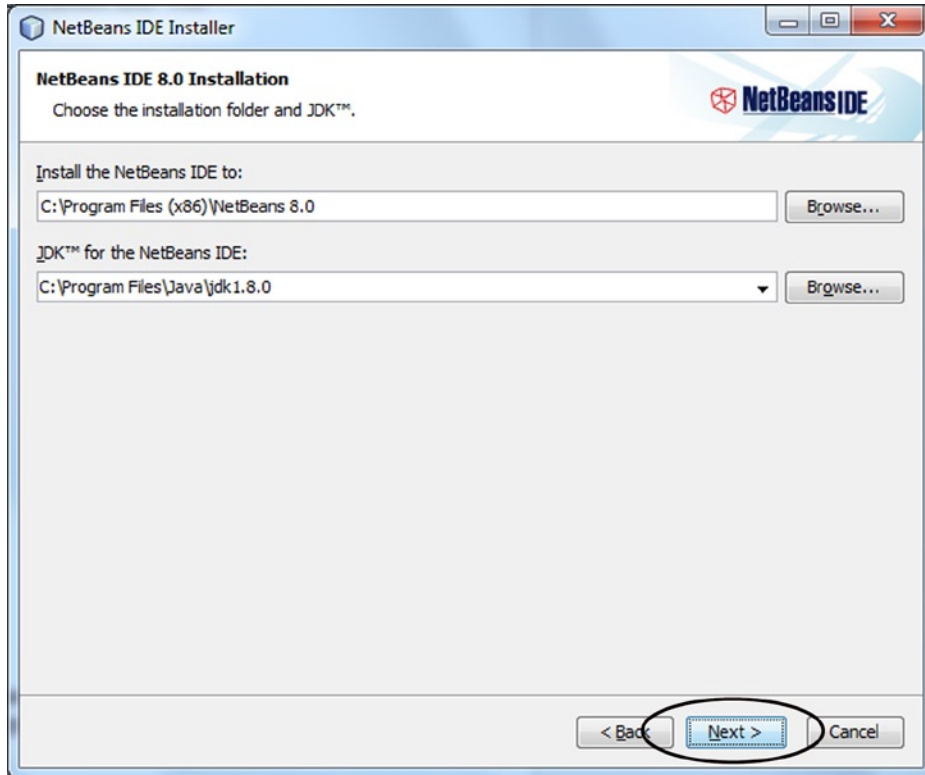 NetBeans IDE Installer
NetBeans IDE 8.0 Installation
Choose the installation folder and JDK™.
NetBeans IDE
Install the NetBeans IDE to:
C:\Program Files (x86)\NetBeans 8.0 Browse...
JDK™ for the NetBeans IDE:
C:\Program Files\Java\jdk1.8.0 Browse...
< Back Next > Cancel